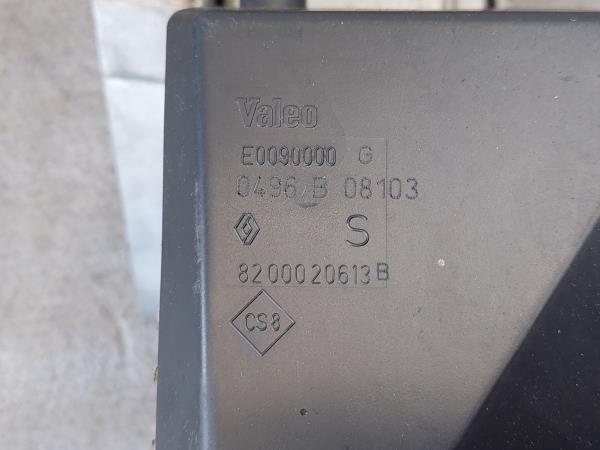 Valeo
E0090000 G
0496 B 08103
S
8200020613 B
CS8